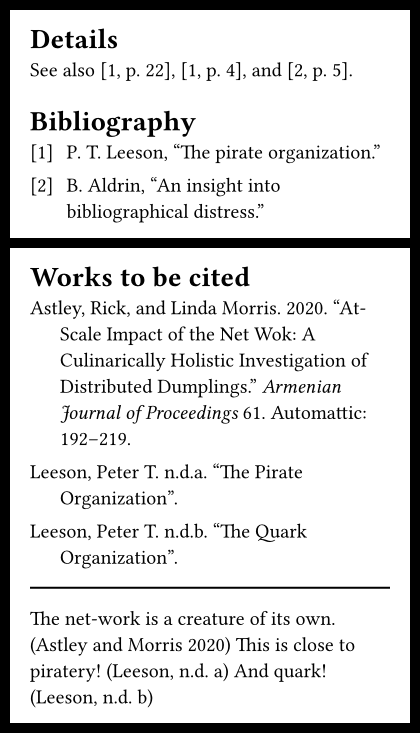 Details
See also [1, p. 22], [1, p. 4], and [2, p. 5].
Bibliography
[1] P. T. Leeson, “The pirate organization.”
[2] B. Aldrin, “An insight into
bibliographical distress.”
Works to be cited
Astley, Rick, and Linda Morris. 2020. “At-
Scale Impact of the Net Wok: A
Culinarically Holistic Investigation of
Distributed Dumplings.” Armenian
Journal of Proceedings 61. Automattic:
192–219.
Leeson, Peter T. n.d.a. “The Pirate
Organization”.
Leeson, Peter T. n.d.b. “The Quark
Organization”.
The net-work is a creature of its own.
(Astley and Morris 2020) This is close to
piratery! (Leeson, n.d. a) And quark!
(Leeson, n.d. b)